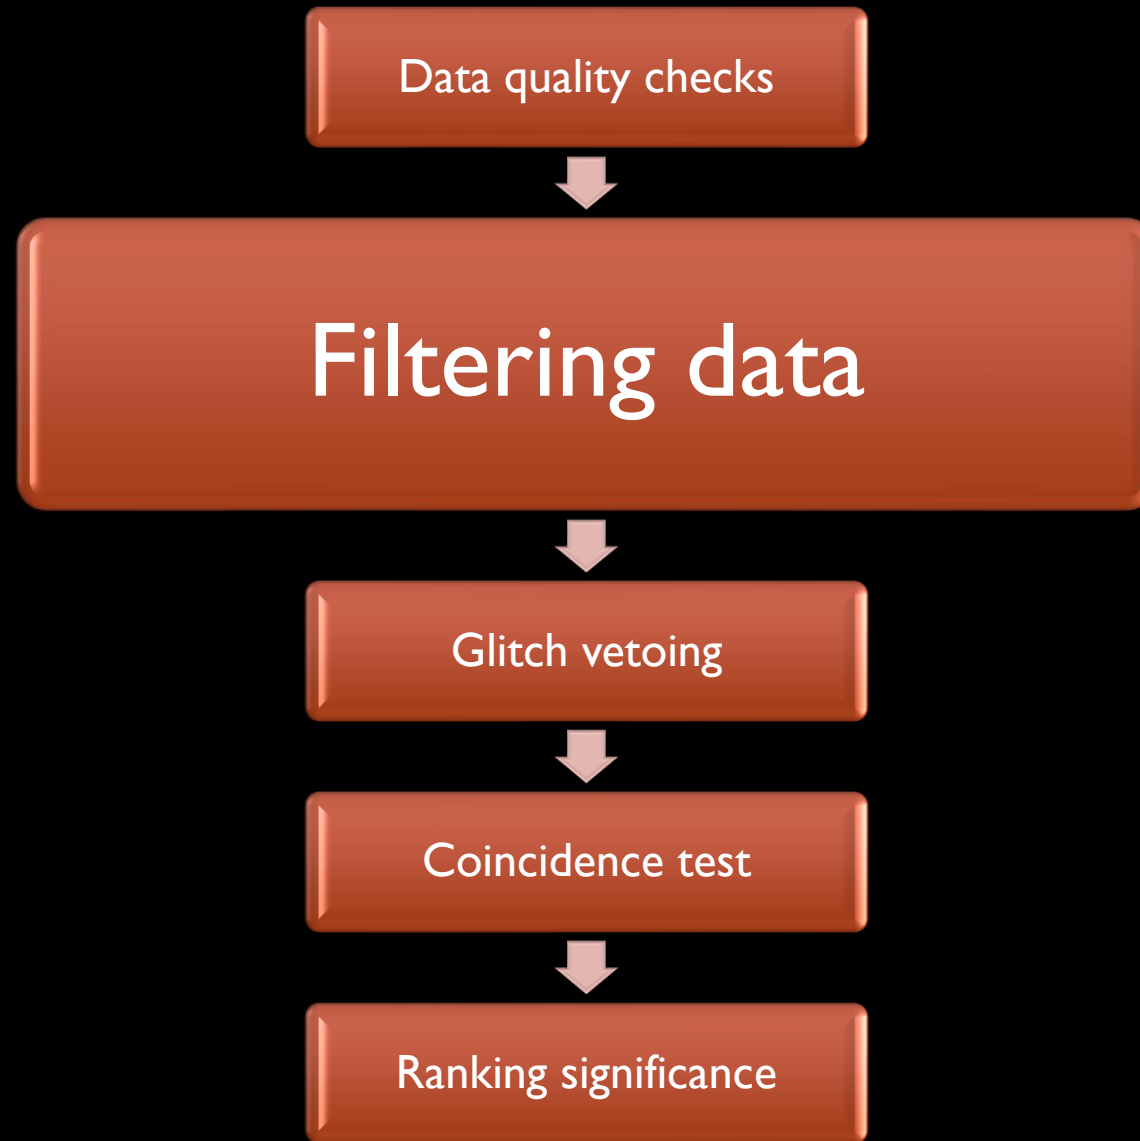 Data quality checks
Filtering data
Glitch vetoing
Coincidence test
Ranking significance